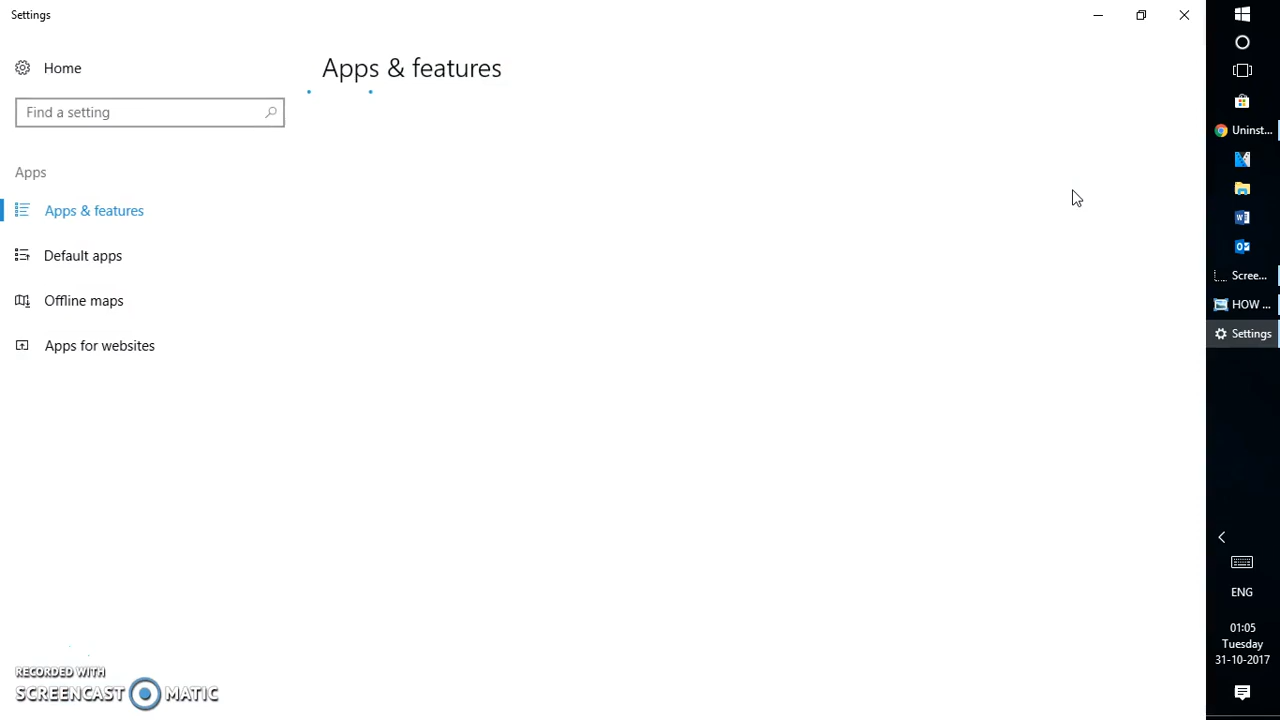 Settings
Home
Find a setting
Apps
Apps & features
Default apps
Offline maps
Apps for websites
Apps & features
Uninst...
Scree...
HOW ...
Settings
ENG
01:05
Tuesday
31-10-2017
RECORDED WITH
SCREENCAST MATIC